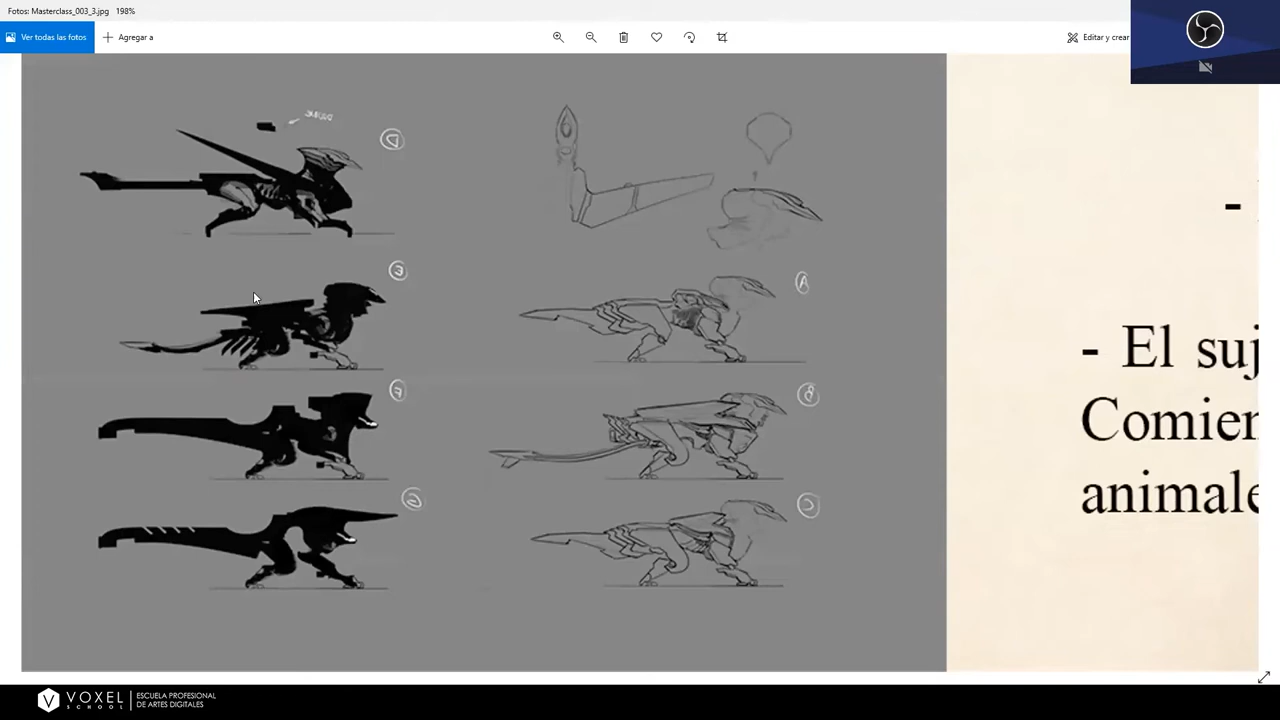 Fotos: Masterclass_003_3.jpg 198%
Ver todas las fotos
Agregar a
Editar y crear
D
E
F
G
A
B
C
-
- El suj
Comien
animale
VOXEL
SCHOOL
ESCUELA PROFESIONAL
DE ARTES DIGITALES